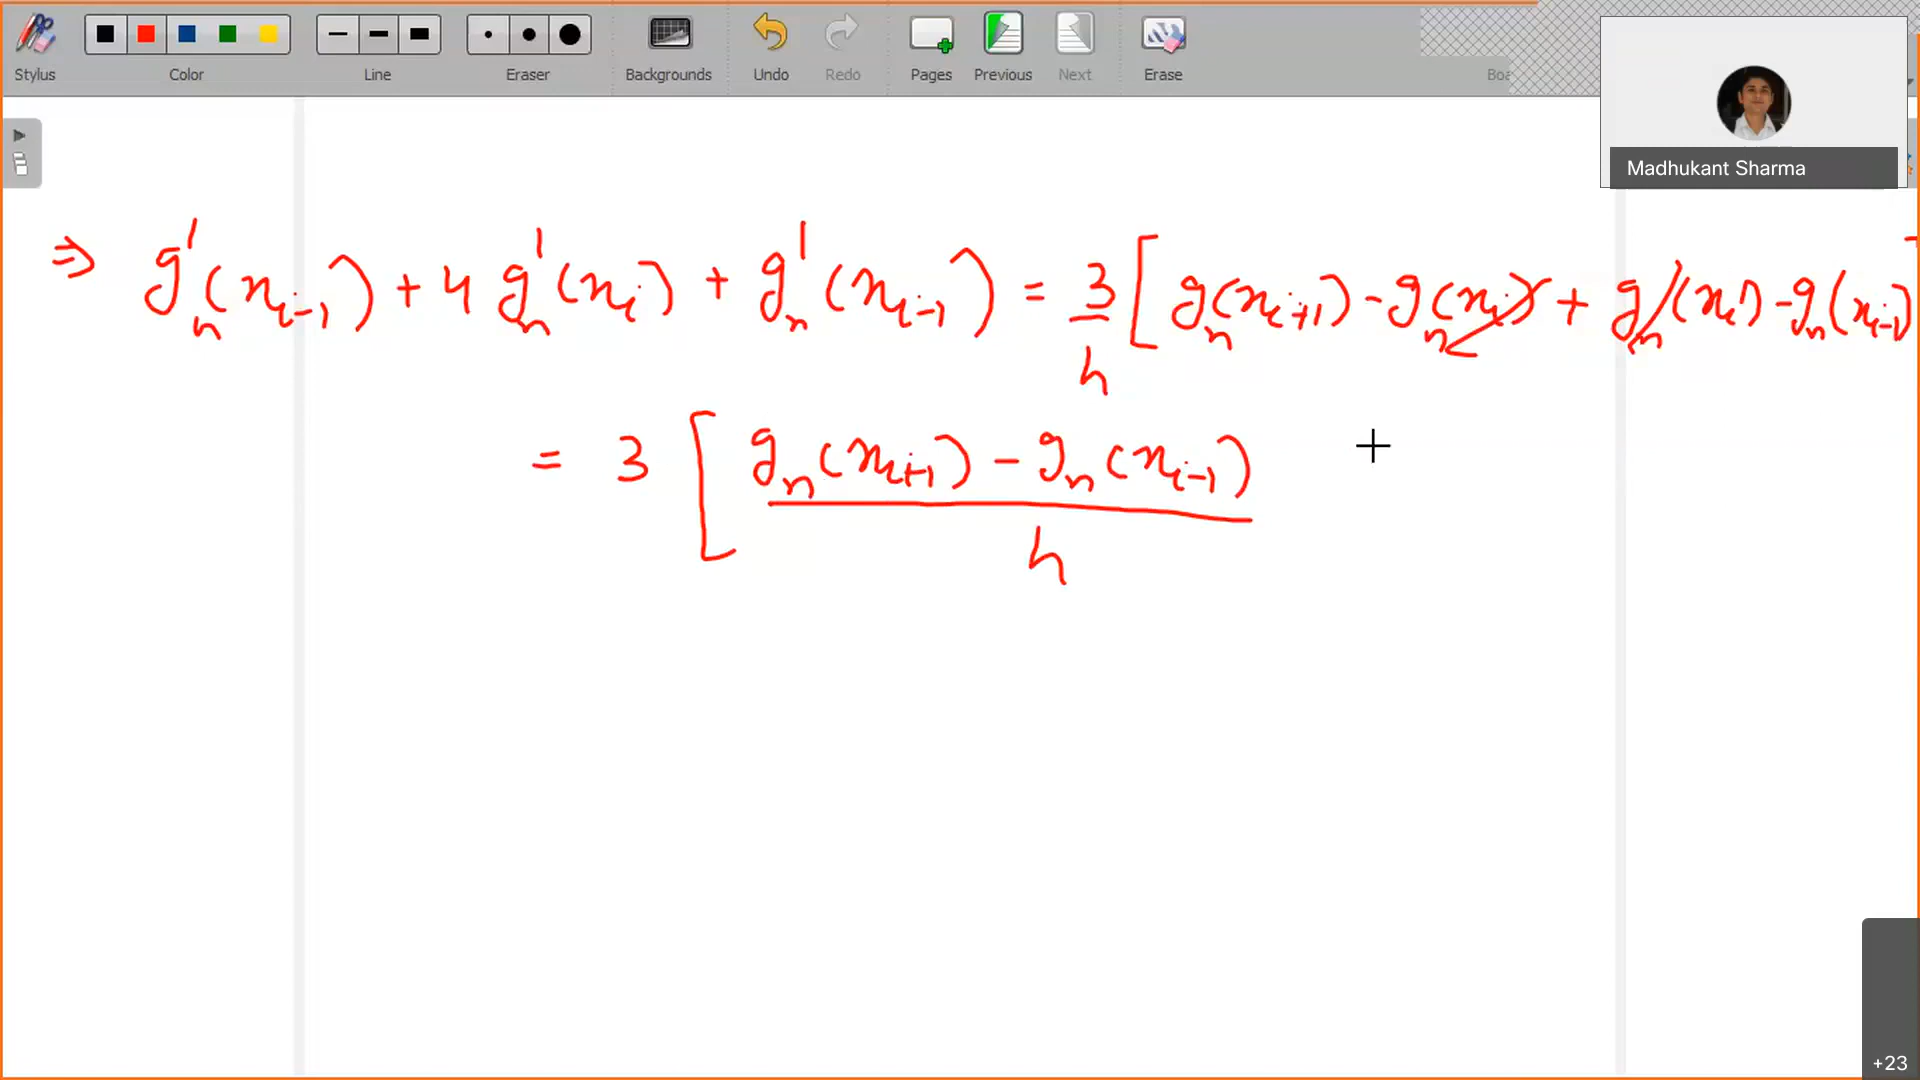 Stylus Color Line Eraser Backgrounds Undo Redo Pages Previous Next Erase
Madhukant Sharma
⇒ g'ₙ(xᵢ₋₁) + 4 g'ₙ(xᵢ) + g'ₙ(xᵢ₋₁) = 3/h [ gₙ(xᵢ₊₁) - gₙ(xᵢ) + gₙ(xᵢ) - gₙ(xᵢ₋₁) ]
= 3 [ (gₙ(xᵢ₊₁) - gₙ(xᵢ₋₁))/h
+23